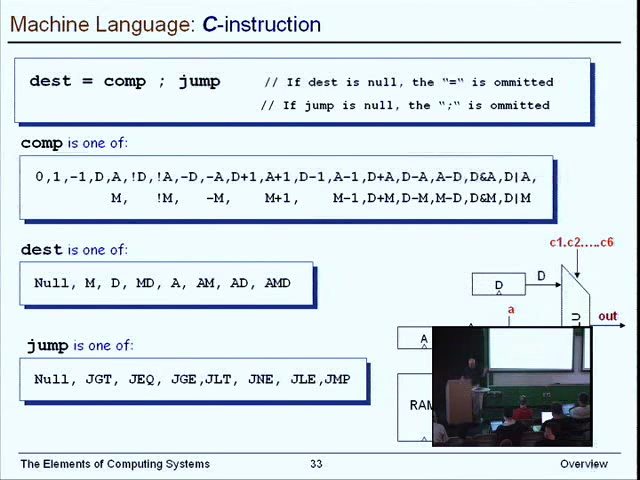 Machine Language: C-instruction
dest = comp ; jump // If dest is null, the "=" is ommitted
// If jump is null, the ";" is ommitted
comp is one of:
0,1,-1,D,A,!D,!A,-D,-A,D+1,A+1,D-1,A-1,D+A,D-A,A-D,D&A,D|A,
M, !M, -M, M+1, M-1,D+M,D-M,M-D,D&M,D|M
dest is one of:
Null, M, D, MD, A, AM, AD, AMD
jump is one of:
Null, JGT, JEQ, JGE,JLT, JNE, JLE,JMP
c1.c2…..c6
D
D
a
out
A
The Elements of Computing Systems 33 Overview